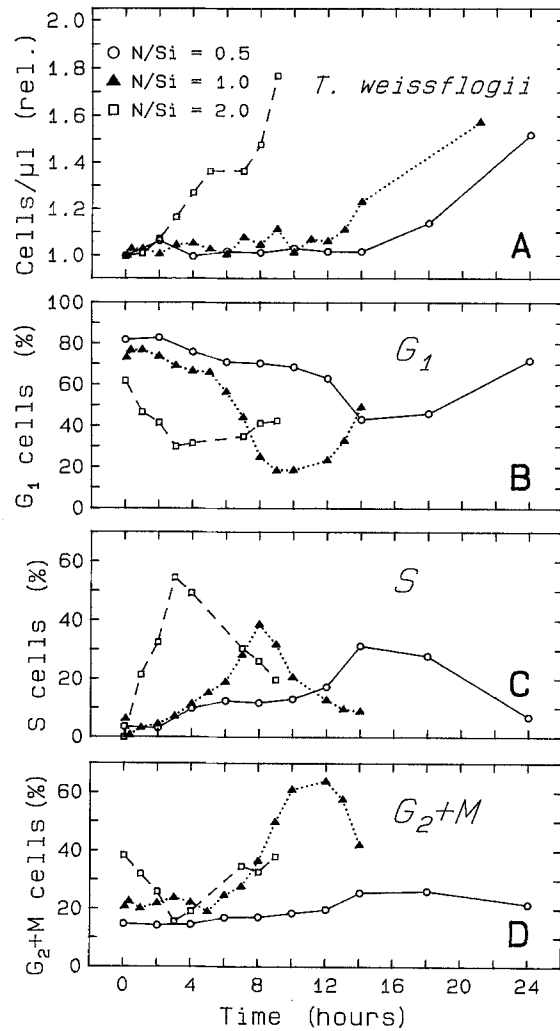 2.0
1.8
1.6
1.4
1.2
1.0
Cells/µl (rel.)
N/Si = 0.5
N/Si = 1.0
N/Si = 2.0
T. weissflogii
A
100
80
60
40
20
0
G₁ cells (%)
G₁
B
60
40
20
0
S cells (%)
S
C
60
40
20
0
G₂+M cells (%)
G₂+M
D
0 4 8 12 16 20 24
Time (hours)